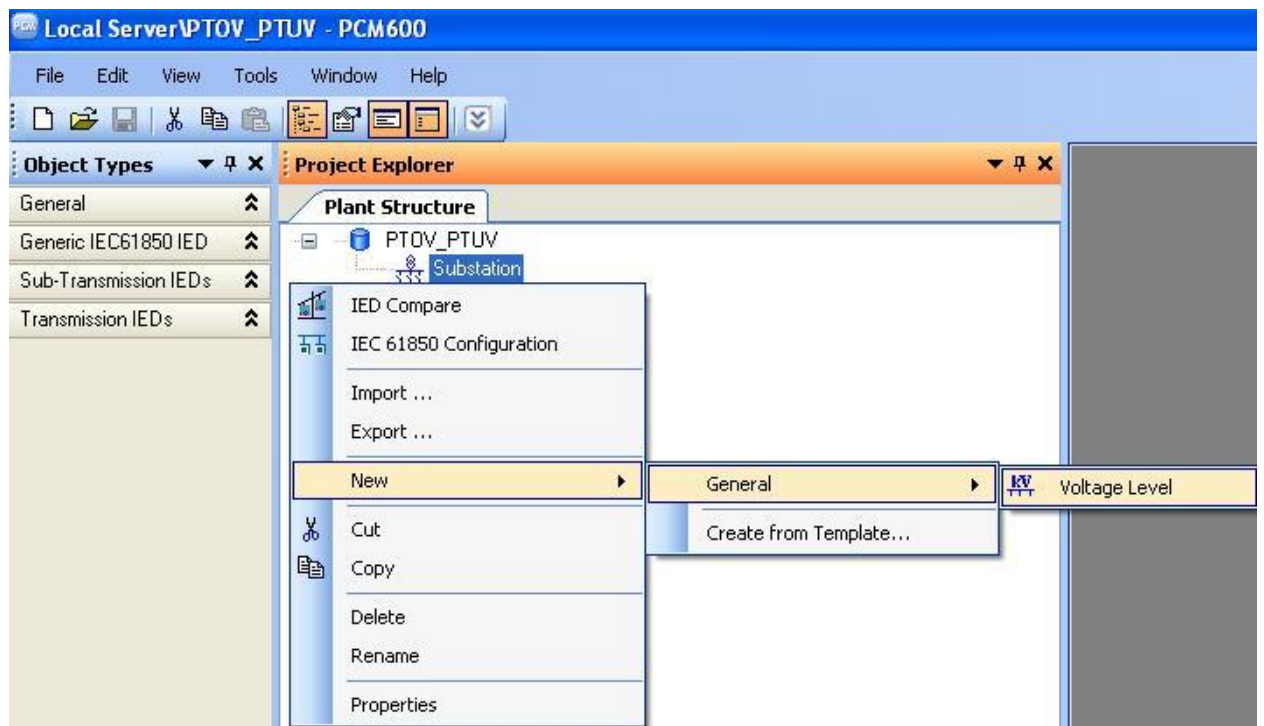 PCM Local Server\PTOV_PTUV - PCM600
File Edit View Tools Window Help
Object Types
General
Generic IEC61850 IED
Sub-Transmission IEDs
Transmission IEDs
Project Explorer
Plant Structure
PTOV_PTUV
Substation
IED Compare
IEC 61850 Configuration
Import ...
Export ...
New
Cut
Copy
Delete
Rename
Properties
General
Create from Template...
kV Voltage Level